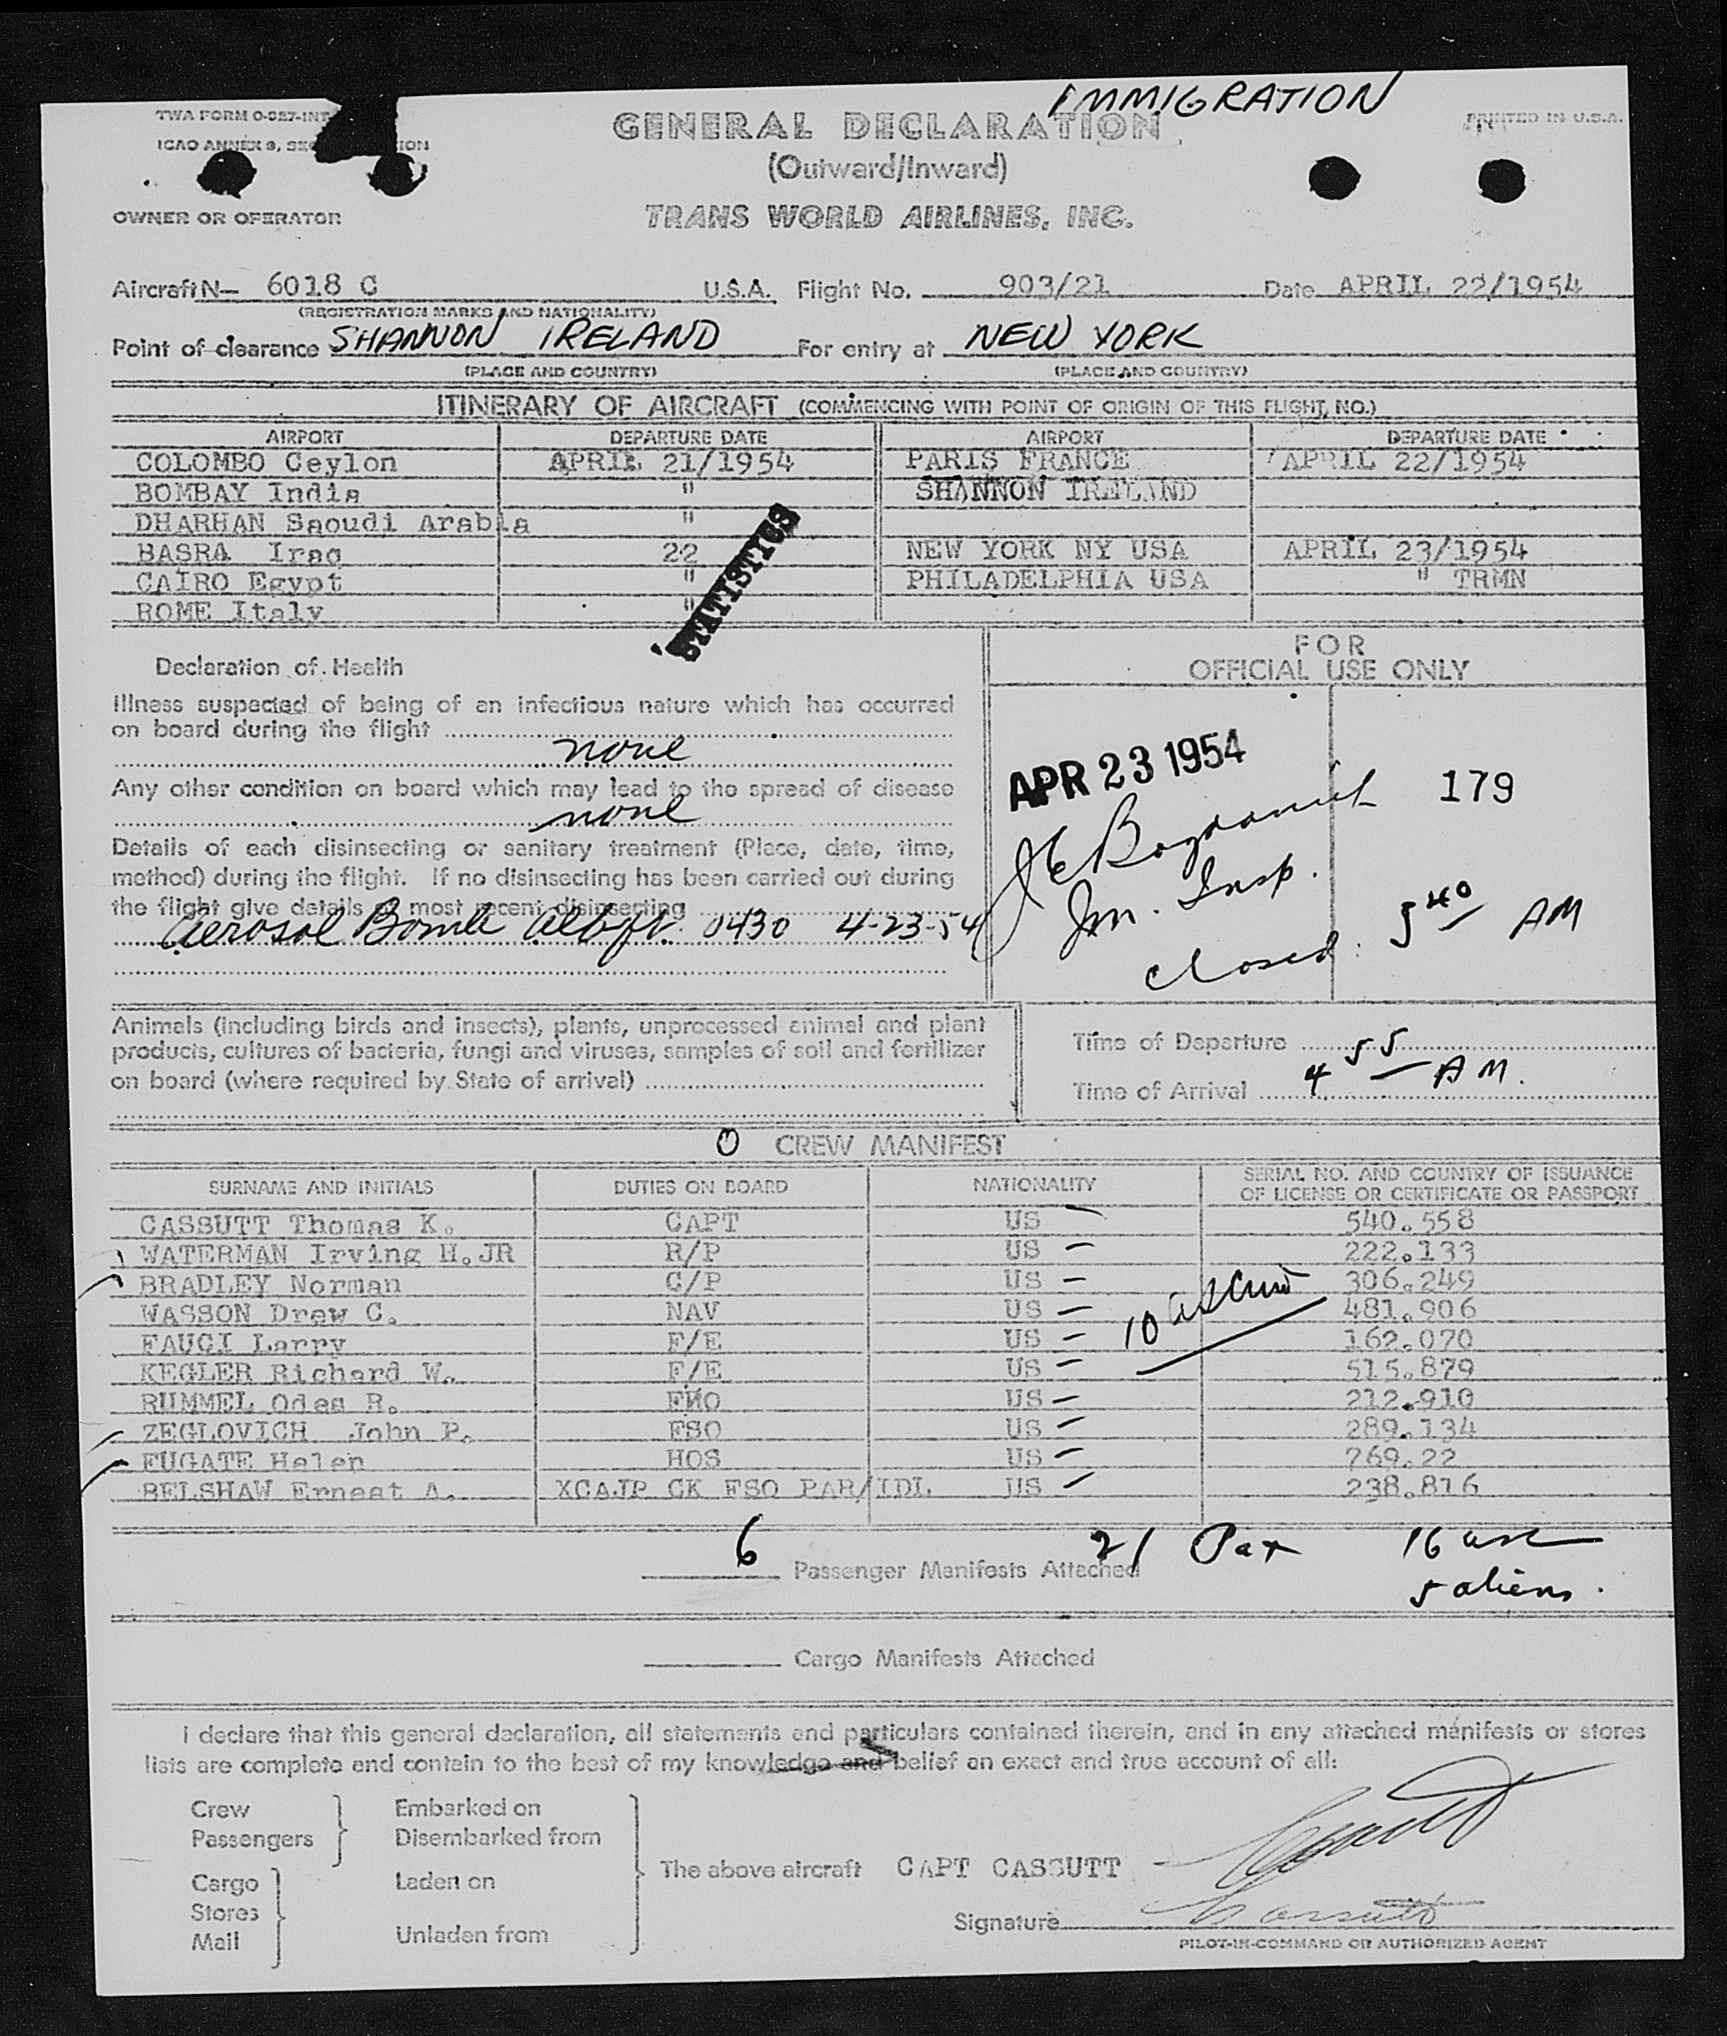 IMMIGRATION
TWA FORM 0-927-INT
PRINTED IN U.S.A.
GENERAL DECLARATION
ICAO ANNEX 9,
(Outward/Inward)
OWNER OR OPERATOR
TRANS WORLD AIRLINES, INC.
Aircraft N— 6018 C U.S.A. Flight No. 903/21 Date APRIL 22/1954
(REGISTRATION MARKS AND NATIONALITY)
Point of clearance SHANNON IRELAND For entry at NEW YORK
(PLACE AND COUNTRY) (PLACE AND COUNTRY)
ITINERARY OF AIRCRAFT (COMMENCING WITH POINT OF ORIGIN OF THIS FLIGHT, NO.)
AIRPORT DEPARTURE DATE AIRPORT DEPARTURE DATE
COLOMBO Ceylon APRIL 21/1954 PARIS FRANCE APRIL 22/1954
BOMBAY India " SHANNON IRELAND
DHARHAN Saoudi Arabia "
BASRA Iraq 22 NEW YORK NY USA APRIL 23/1954
CAIRO Egypt " PHILADELPHIA USA " TRMN
ROME Italy "
STATISTICS
FOR
OFFICIAL USE ONLY
Declaration of Health
Illness suspected of being of an infectious nature which has occurred
on board during the flight
none
Any other condition on board which may lead to the spread of disease
none
Details of each disinsecting or sanitary treatment (Place, date, time,
method) during the flight. If no disinsecting has been carried out during
the flight give details of most recent disinsecting
Aerosol Bomb 0430 4-23-54
APR 23 1954
179
Im. Insp.
closed: 5 40 AM
Animals (including birds and insects), plants, unprocessed animal and plant
products, cultures of bacteria, fungi and viruses, samples of soil and fertilizer
on board (where required by State of arrival)
Time of Departure
Time of Arrival 4 55 AM.
O CREW MANIFEST
SURNAME AND INITIALS DUTIES ON BOARD NATIONALITY SERIAL NO. AND COUNTRY OF ISSUANCE
OF LICENSE OR CERTIFICATE OR PASSPORT
CASSUTT Thomas K. CAPT US — 540.558
WATERMAN Irving H.JR R/P US — 222.133
BRADLEY Norman C/P US — 306.249
WASSON Drew C. NAV US — 481.906
FAUCI Larry F/E US — 162.070
KEGLER Richard W. F/E US — 515.879
RUMMEL Odes R. FNO US — 212.910
ZEGLOVICH John P. FSO US — 289.134
FUGATE Helen HOS US — 769.22
BELSHAW Ernest A. XCAJP CK FSO PAR/IDL US — 238.816
6 Passenger Manifests Attached
21 Pax 16 usc
5 aliens.
Cargo Manifests Attached
I declare that this general declaration, all statements and particulars contained therein, and in any attached manifests or stores
lists are complete and contain to the best of my knowledge and belief an exact and true account of all:
Crew
Passengers
Embarked on
Disembarked from
Cargo
Stores
Mail
Laden on
Unladen from
The above aircraft CAPT CASSUTT
Signature Cassutt
PILOT-IN-COMMAND OR AUTHORIZED AGENT